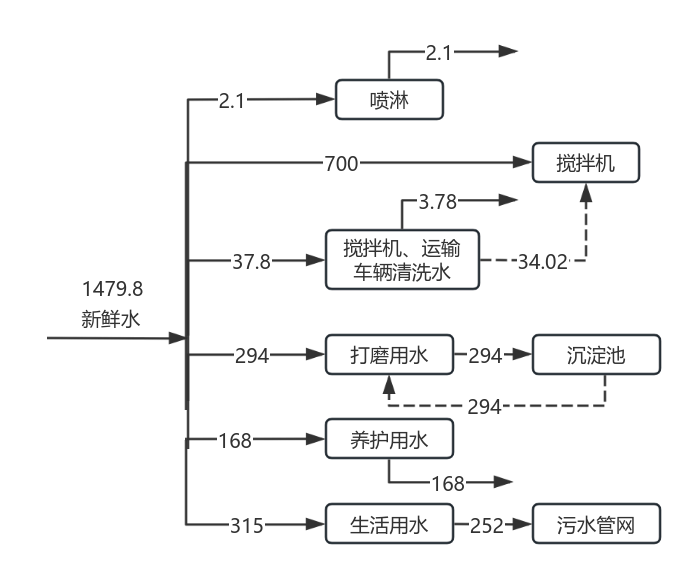 2.1
2.1
喷淋
700
搅拌机
3.78
37.8
搅拌机、运输
车辆清洗水
34.02
1479.8
新鲜水
294
打磨用水
294
沉淀池
294
168
养护用水
168
315
生活用水
252
污水管网